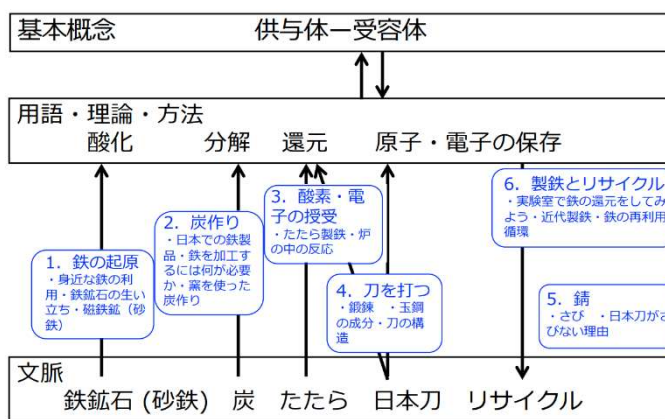 基本概念 供与体ー受容体
用語・理論・方法
酸化 分解 還元 原子・電子の保存
1. 鉄の起原
・身近な鉄の利
用・鉄鉱石の生い
立ち・磁鉄鉱（砂
鉄）
2. 炭作り
・日本での鉄製
品・鉄を加工す
るには何が必要
か・窯を使った
炭作り
3. 酸素・電
子の授受
・たたら製鉄・炉
の中の反応
4. 刀を打つ
・鍛錬 ・玉鋼
の成分・刀の構
造
6. 製鉄とリサイクル
・実験室で鉄の還元をしてみ
よう・近代製鉄・鉄の再利用
循環
5. 錆
・さび ・日本刀がさ
びない理由
文脈
鉄鉱石 (砂鉄) 炭 たたら 日本刀 リサイクル